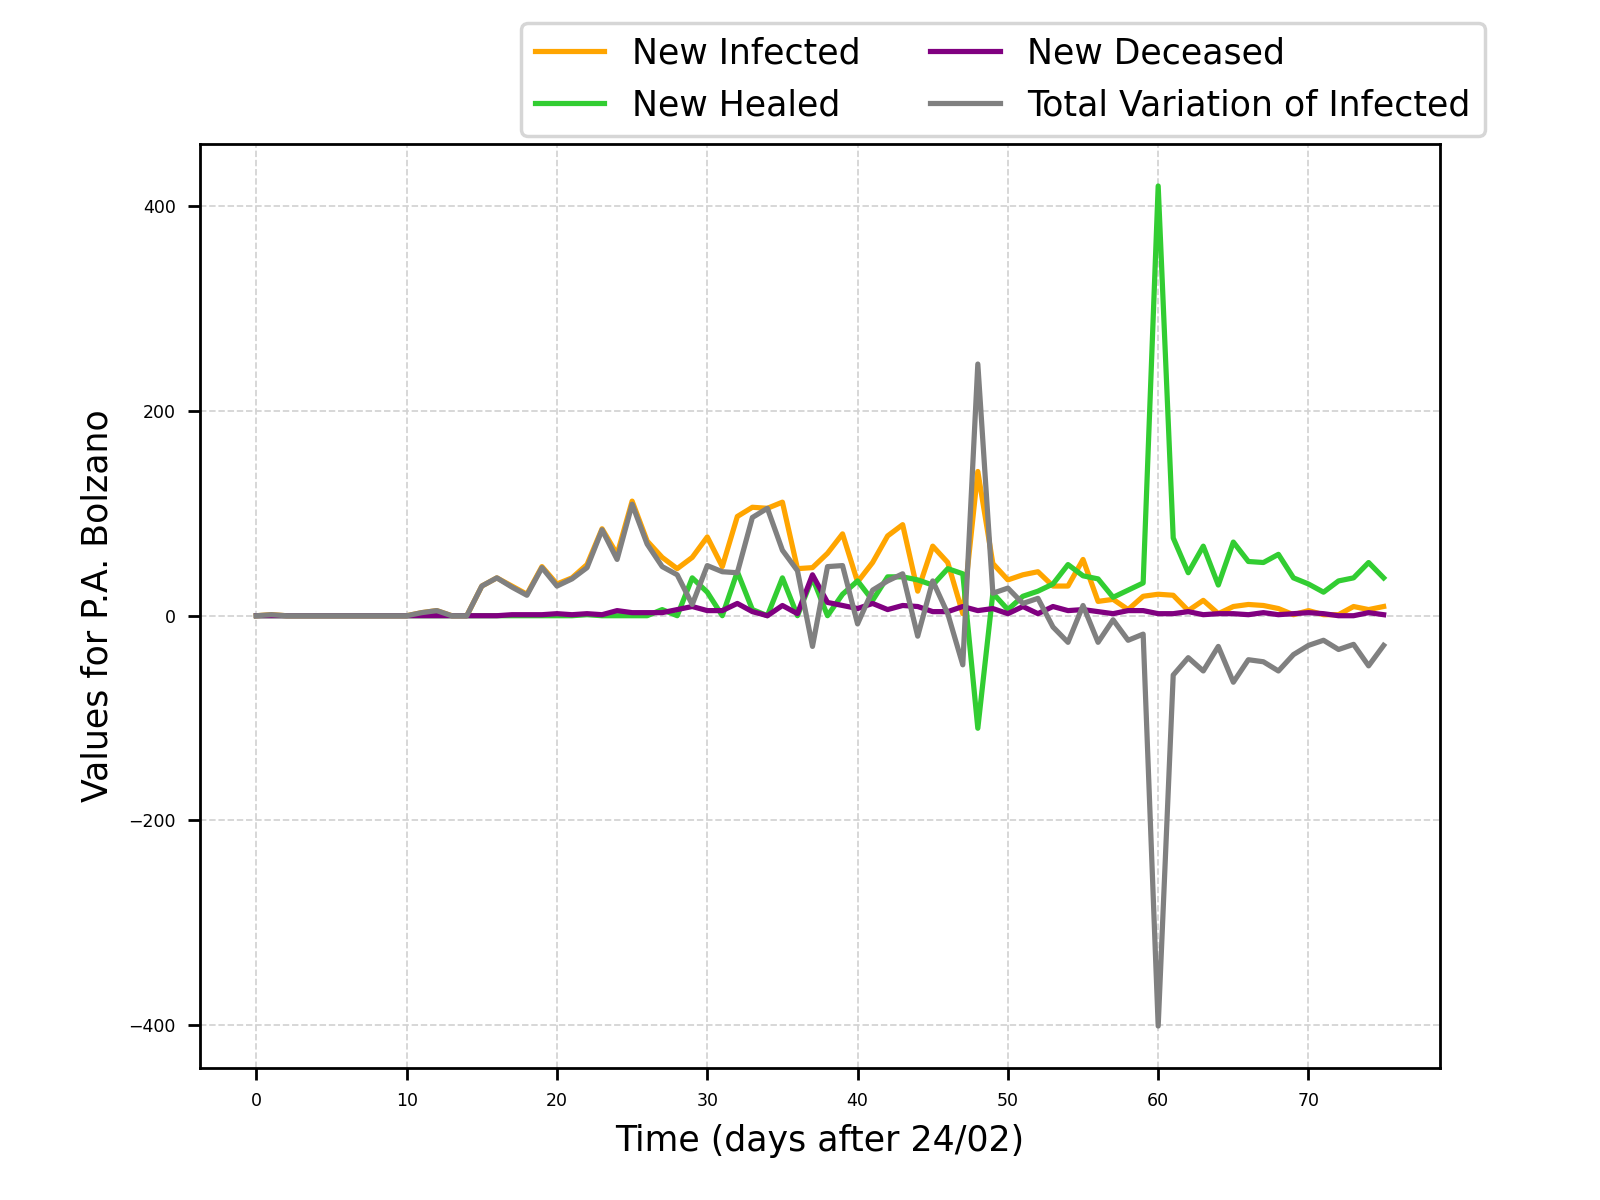 New Infected
New Healed
New Deceased
Total Variation of Infected
Values for P.A. Bolzano
400
200
0
−200
−400
0 10 20 30 40 50 60 70
Time (days after 24/02)